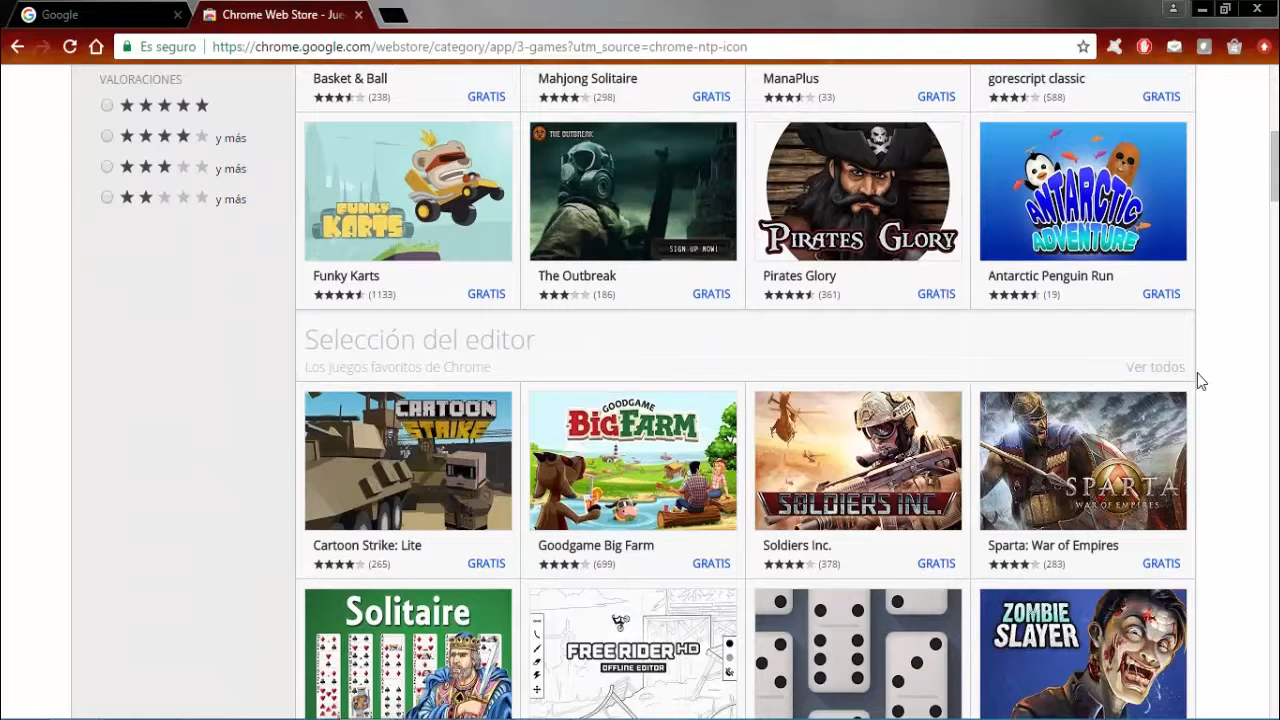 Google
Chrome Web Store - Jue
Es seguro
https://chrome.google.com/webstore/category/app/3-games?utm_source=chrome-ntp-icon
VALORACIONES
y más
y más
y más
Basket & Ball
(238) GRATIS
Mahjong Solitaire
(298) GRATIS
ManaPlus
(33) GRATIS
gorescript classic
(588) GRATIS
FUNKY
KARTS
Funky Karts
(1133) GRATIS
THE OUTBREAK
SIGN UP NOW!
The Outbreak
(186) GRATIS
PIRATES GLORY
Pirates Glory
(361) GRATIS
ANTARCTIC
ADVENTURE
Antarctic Penguin Run
(19) GRATIS
Selección del editor
Los juegos favoritos de Chrome
Ver todos
CARTOON
STRIKE
Cartoon Strike: Lite
(265) GRATIS
GOODGAME
BIGFARM
Goodgame Big Farm
(699) GRATIS
SOLDIERS INC.
Soldiers Inc.
(378) GRATIS
SPARTA
WAR OF EMPIRES
Sparta: War of Empires
(283) GRATIS
Solitaire
FREE RIDER HD
OFFLINE EDITOR
ZOMBIE
SLAYER